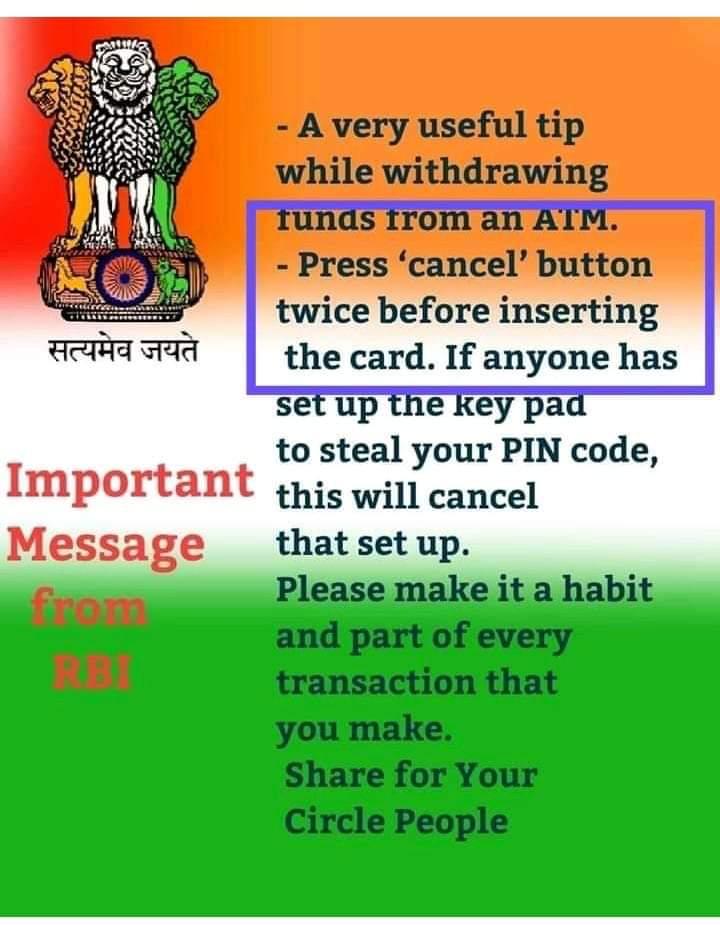 - A very useful tip
while withdrawing
funds from an ATM.
- Press ‘cancel’ button
twice before inserting
the card. If anyone has
set up the key pad
to steal your PIN code,
this will cancel
that set up.
Please make it a habit
and part of every
transaction that
you make.
Share for Your
Circle People
सत्यमेव जयते
Important
Message
from
RBI